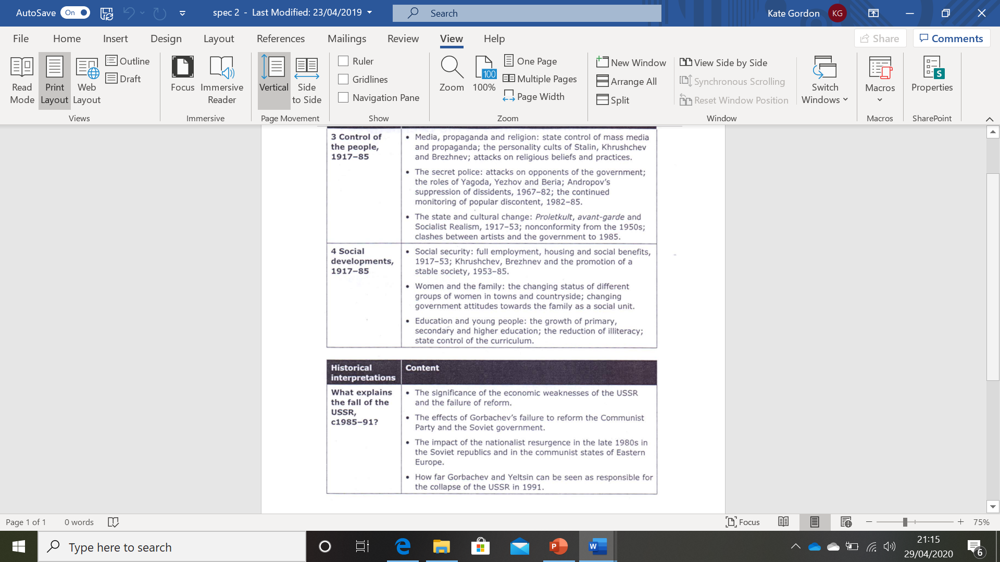 AutoSave On spec 2 - Last Modified: 23/04/2019 Search Kate Gordon KG
File Home Insert Design Layout References Mailings Review View Help Share Comments
Read Mode
Print Layout
Web Layout
Outline
Draft
Views
Focus
Immersive Reader
Immersive
Vertical
Side to Side
Page Movement
Ruler
Gridlines
Navigation Pane
Show
Zoom
100
100%
One Page
Multiple Pages
Page Width
Zoom
New Window
Arrange All
Split
View Side by Side
Synchronous Scrolling
Reset Window Position
Switch Windows
Window
Macros
Macros
S
Properties
SharePoint
3 Control of
the people,
1917–85
• Media, propaganda and religion: state control of mass media
and propaganda; the personality cults of Stalin, Khrushchev
and Brezhnev; attacks on religious beliefs and practices.
• The secret police: attacks on opponents of the government;
the roles of Yagoda, Yezhov and Beria; Andropov's
suppression of dissidents, 1967–82; the continued
monitoring of popular discontent, 1982–85.
• The state and cultural change: Proletkult, avant-garde and
Socialist Realism, 1917–53; nonconformity from the 1950s;
clashes between artists and the government to 1985.
4 Social
developments,
1917–85
• Social security: full employment, housing and social benefits,
1917–53; Khrushchev, Brezhnev and the promotion of a
stable society, 1953–85.
• Women and the family: the changing status of different
groups of women in towns and countryside; changing
government attitudes towards the family as a social unit.
• Education and young people: the growth of primary,
secondary and higher education; the reduction of illiteracy;
state control of the curriculum.
Historical
interpretations
Content
What explains
the fall of the
USSR,
c1985–91?
• The significance of the economic weaknesses of the USSR
and the failure of reform.
• The effects of Gorbachev's failure to reform the Communist
Party and the Soviet government.
• The impact of the nationalist resurgence in the late 1980s in
the Soviet republics and in the communist states of Eastern
Europe.
• How far Gorbachev and Yeltsin can be seen as responsible for
the collapse of the USSR in 1991.
Page 1 of 1 0 words Focus 75%
Type here to search
P
W
21:15
29/04/2020
6